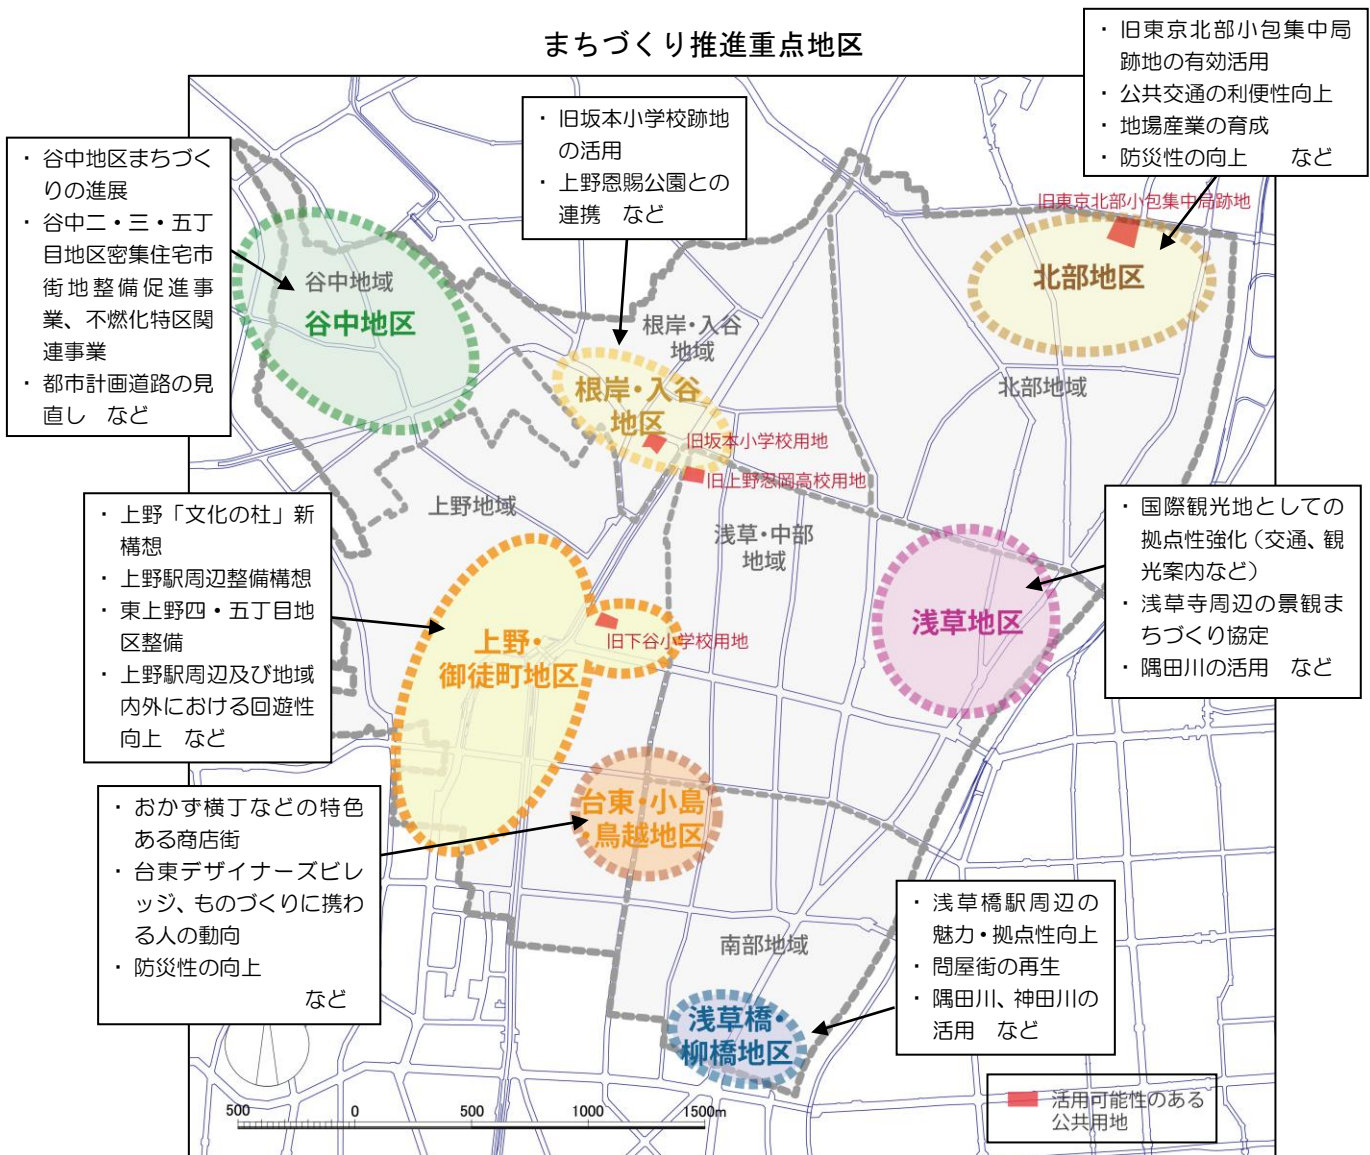 まちづくり推進重点地区
・ 旧東京北部小包集中局
跡地の有効活用
・ 公共交通の利便性向上
・ 地場産業の育成
・ 防災性の向上　など
・ 旧坂本小学校跡地
の活用
・ 上野恩賜公園との
連携　など
・ 谷中地区まちづく
りの進展
・ 谷中二・三・五丁
目地区密集住宅市
街地整備促進事
業、不燃化特区関
連事業
・ 都市計画道路の見
直し　など
旧東京北部小包集中局跡地
北部地区
谷中地域
谷中地区
根岸・入谷
地域
北部地域
根岸・入谷
地区
旧坂本小学校用地
旧上野忍岡高校用地
上野地域
浅草・中部
地域
・ 上野「文化の杜」新
構想
・ 上野駅周辺整備構想
・ 東上野四・五丁目地
区整備
・ 上野駅周辺及び地域
内外における回遊性
向上　など
・ 国際観光地としての
拠点性強化（交通、観
光案内など）
・ 浅草寺周辺の景観ま
ちづくり協定
・ 隅田川の活用　など
浅草地区
上野・
御徒町地区
旧下谷小学校用地
・ おかず横丁などの特色
ある商店街
・ 台東デザイナーズビレ
ッジ、ものづくりに携わ
る人の動向
・ 防災性の向上
など
台東・小島
・鳥越地区
・ 浅草橋駅周辺の
魅力・拠点性向上
・ 問屋街の再生
・ 隅田川、神田川の
活用　など
南部地域
浅草橋・
柳橋地区
500 0 500 1000 1500m
活用可能性のある
公共用地